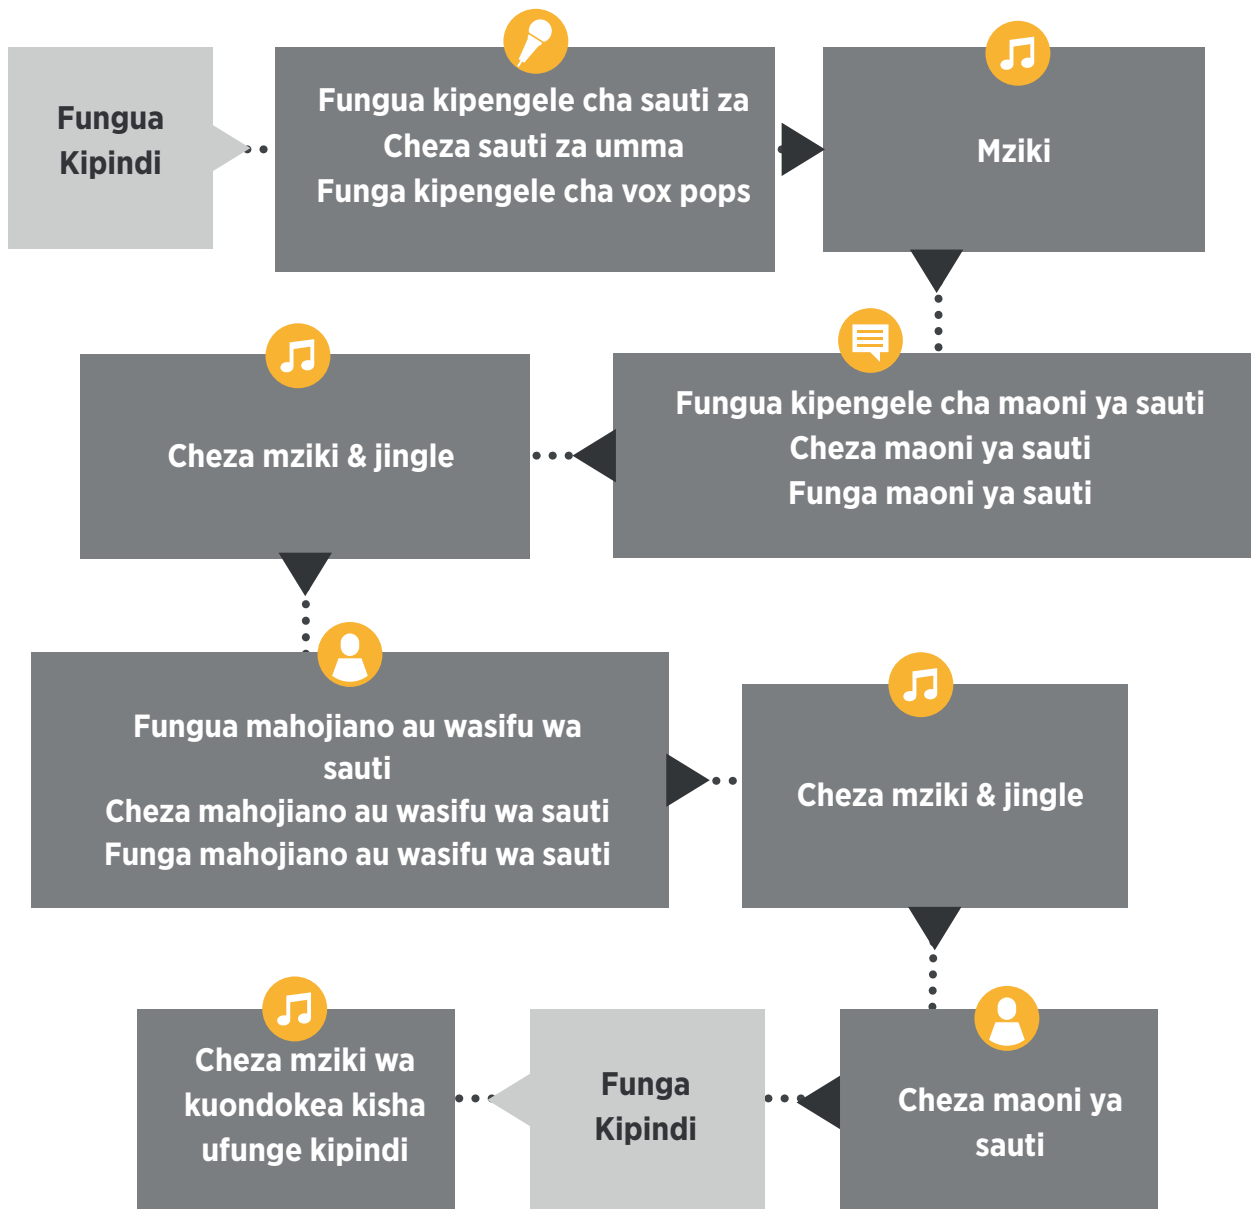 Fungua
Kipindi
Fungua kipengele cha sauti za
Cheza sauti za umma
Funga kipengele cha vox pops
Mziki
Fungua kipengele cha maoni ya sauti
Cheza maoni ya sauti
Funga maoni ya sauti
Cheza mziki & jingle
Fungua mahojiano au wasifu wa
sauti
Cheza mahojiano au wasifu wa sauti
Funga mahojiano au wasifu wa sauti
Cheza mziki & jingle
Cheza maoni ya
sauti
Funga
Kipindi
Cheza mziki wa
kuondokea kisha
ufunge kipindi